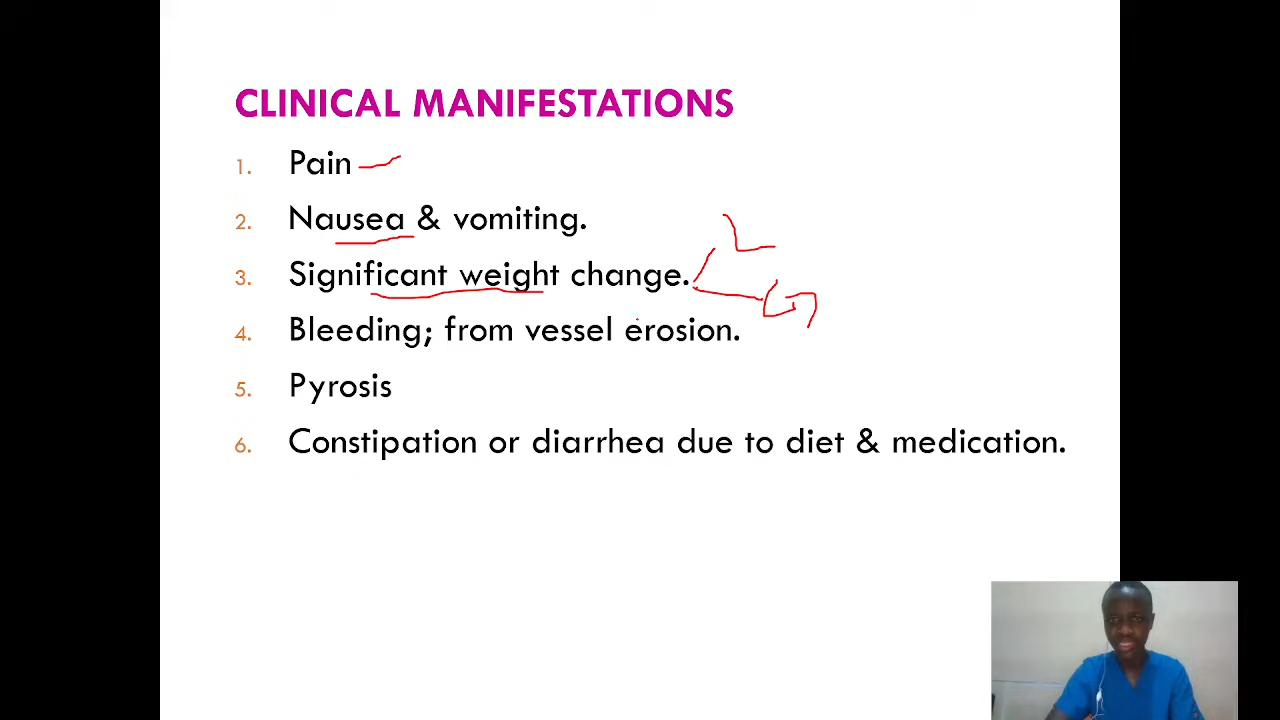 CLINICAL MANIFESTATIONS
1. Pain
2. Nausea & vomiting.
3. Significant weight change.
L
G
4. Bleeding; from vessel erosion.
5. Pyrosis
6. Constipation or diarrhea due to diet & medication.